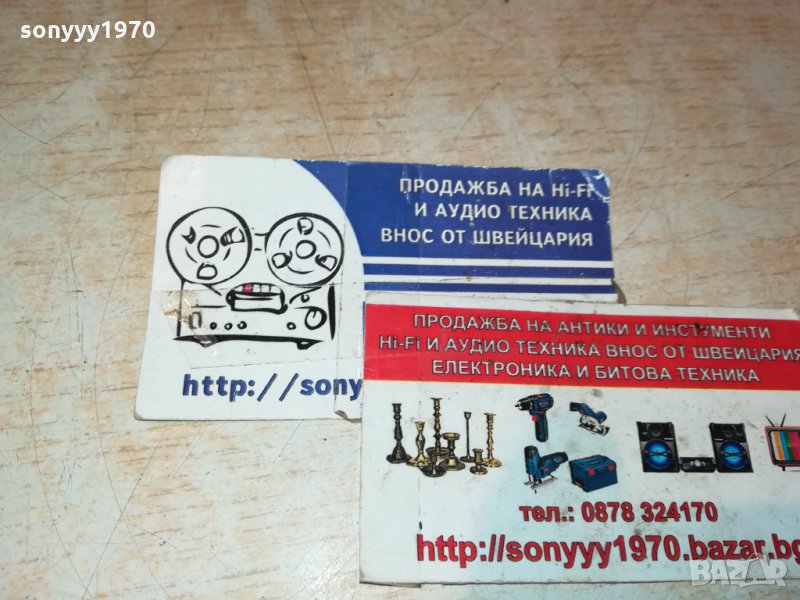 sonyyy1970
ПРОДАЖБА НА Hi-Fi
И АУДИО ТЕХНИКА
ВНОС ОТ ШВЕЙЦАРИЯ
http://sony
ПРОДАЖБА НА АНТИКИ И ИНСТУМЕНТИ
Hi-Fi И АУДИО ТЕХНИКА ВНОС ОТ ШВЕЙЦАРИЯ
ЕЛЕКТРОНИКА И БИТОВА ТЕХНИКА
тел.: 0878 324170
http://sonyyy1970.bazar.bg
BAZAR